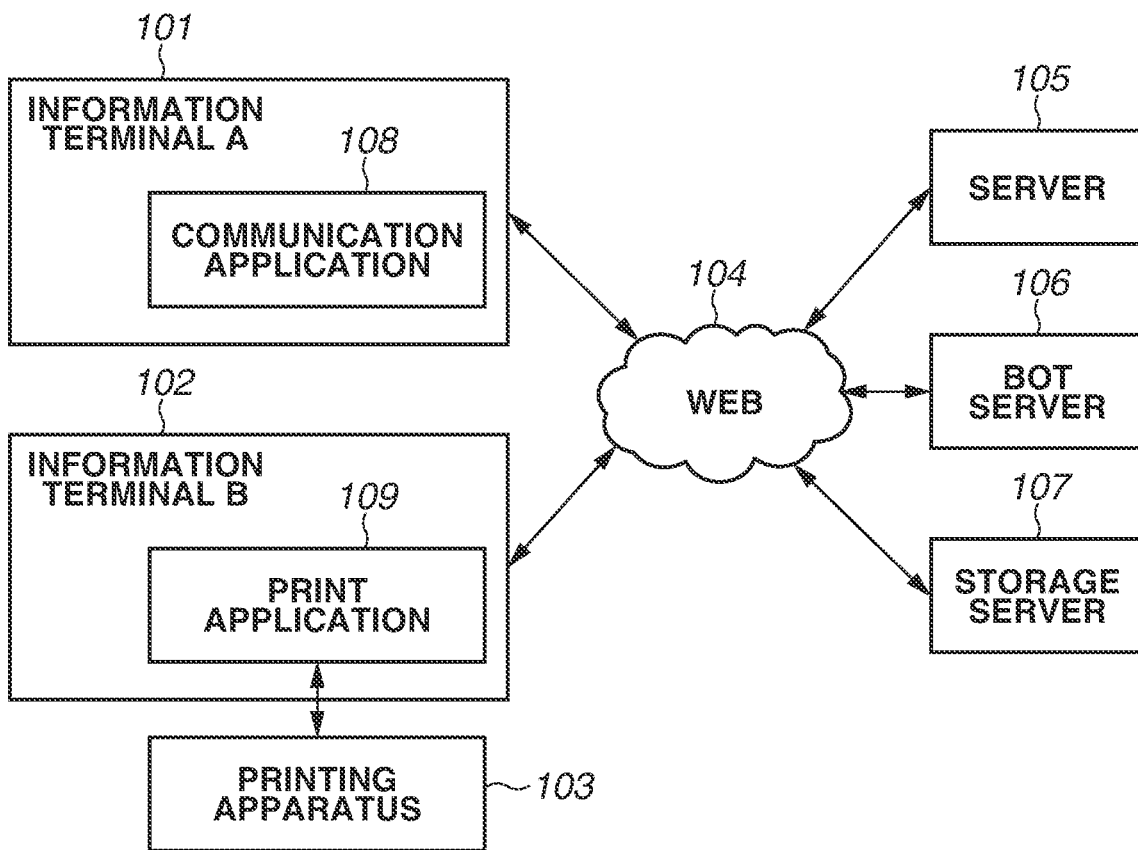 101
INFORMATION
TERMINAL A
108
COMMUNICATION
APPLICATION
102
INFORMATION
TERMINAL B
109
PRINT
APPLICATION
PRINTING
APPARATUS
103
104
WEB
105
SERVER
106
BOT
SERVER
107
STORAGE
SERVER